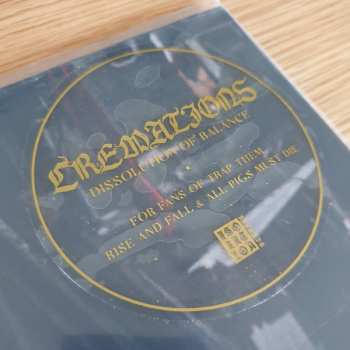 CREMATIONS
DISSOLUTION OF BALANCE
FOR FANS OF TRAP THEM
RISE AND FALL & ALL PIGS MUST DIE